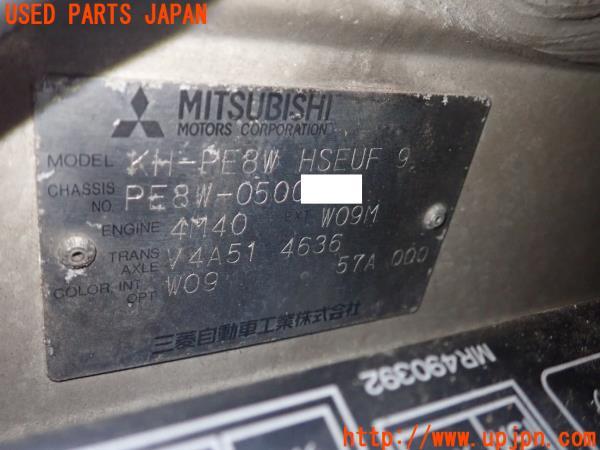 USED PARTS JAPAN
MITSUBISHI
MOTORS CORPORATION
MODEL KH-PE8W HSEUF 9
CHASSIS NO. PE8W-0500
ENGINE 4M40 EXT W09M
TRANS AXLE V4A51 4636
COLOR, INT. OPT W09 57A 000
三菱自動車工業株式会社
MR490392
http://www.upjpn.com/